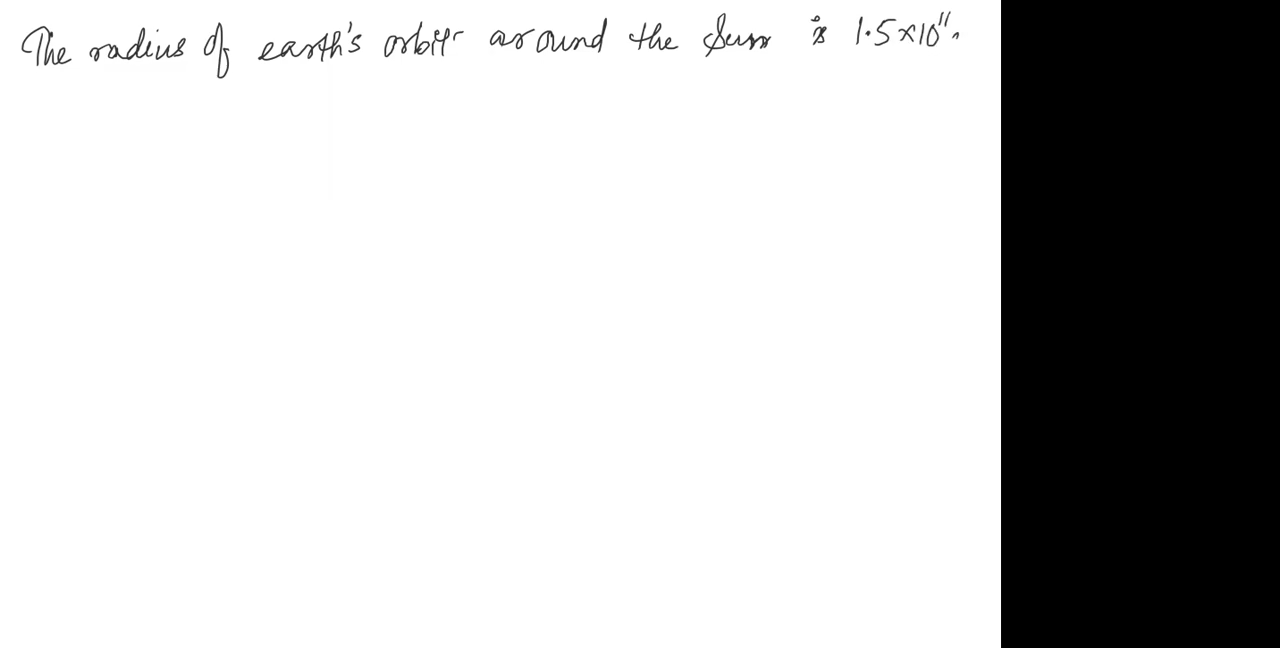 The radius of earth's orbit around the Sun is 1.5×10¹¹